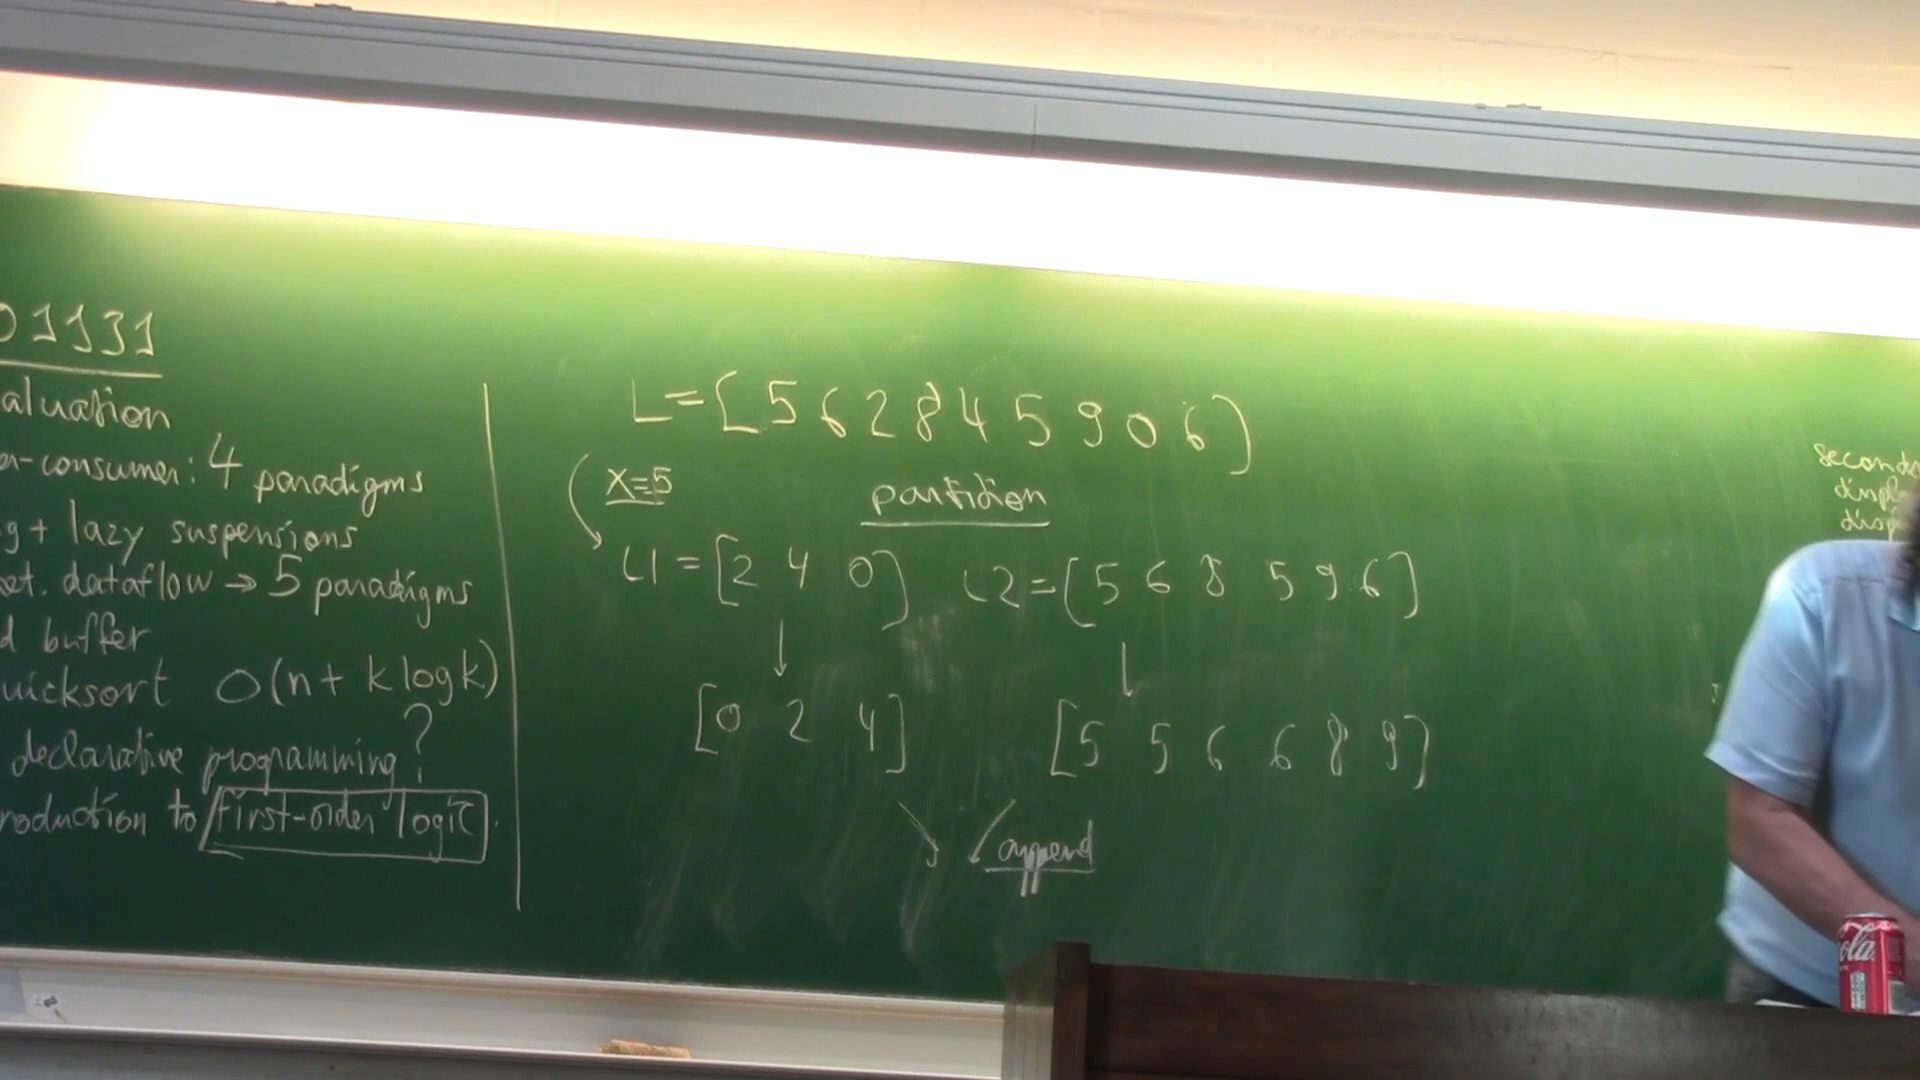 01131
aluation
er-consumer: 4 paradigms
g + lazy suspensions
et. dataflow → 5 paradigms
d buffer
uicksort O(n + k log k)
declarative programming?
roduction to first-order logic.
L=[5 6 2 8 4 5 9 0 6]
X=5
partition
L1=[2 4 0] L2=[5 6 8 5 9 6]
[0 2 4] [5 5 6 6 8 9]
append
second
ola